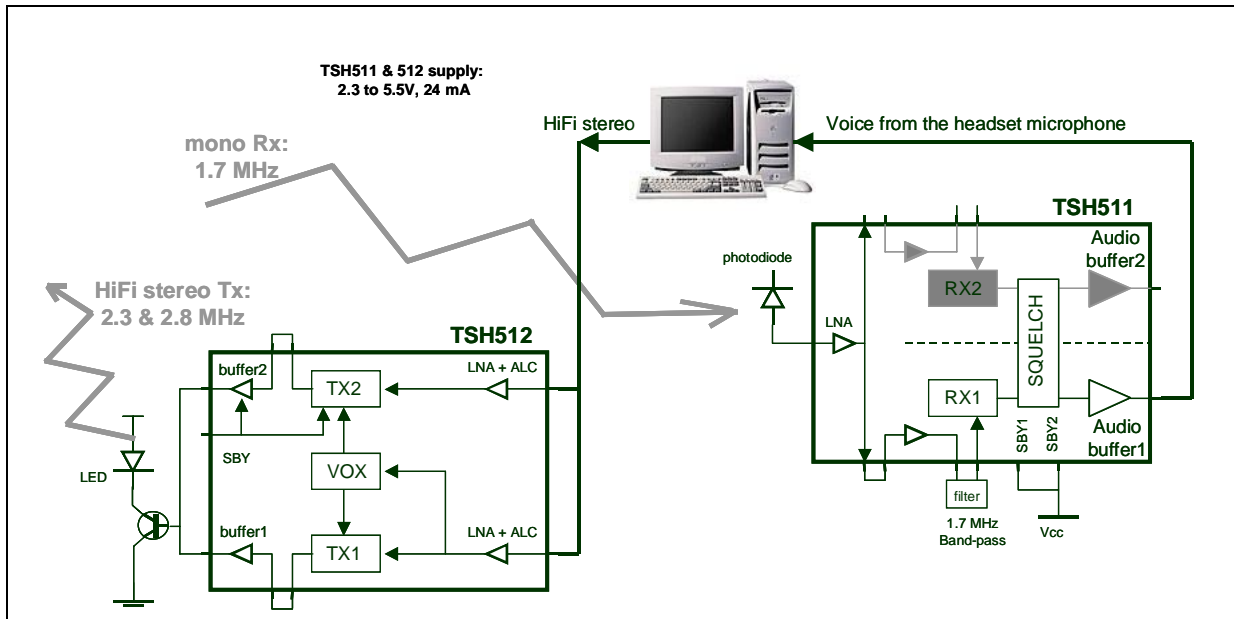 TSH511 & 512 supply:
2.3 to 5.5V, 24 mA
HiFi stereo
Voice from the headset microphone
mono Rx:
1.7 MHz
TSH511
Audio
buffer2
photodiode
RX2
HiFi stereo Tx:
2.3 & 2.8 MHz
LNA
SQUELCH
TSH512
buffer2
LNA + ALC
TX2
RX1
Audio
buffer1
SBY1
SBY2
SBY
VOX
LED
filter
1.7 MHz
Band-pass
Vcc
buffer1
LNA + ALC
TX1